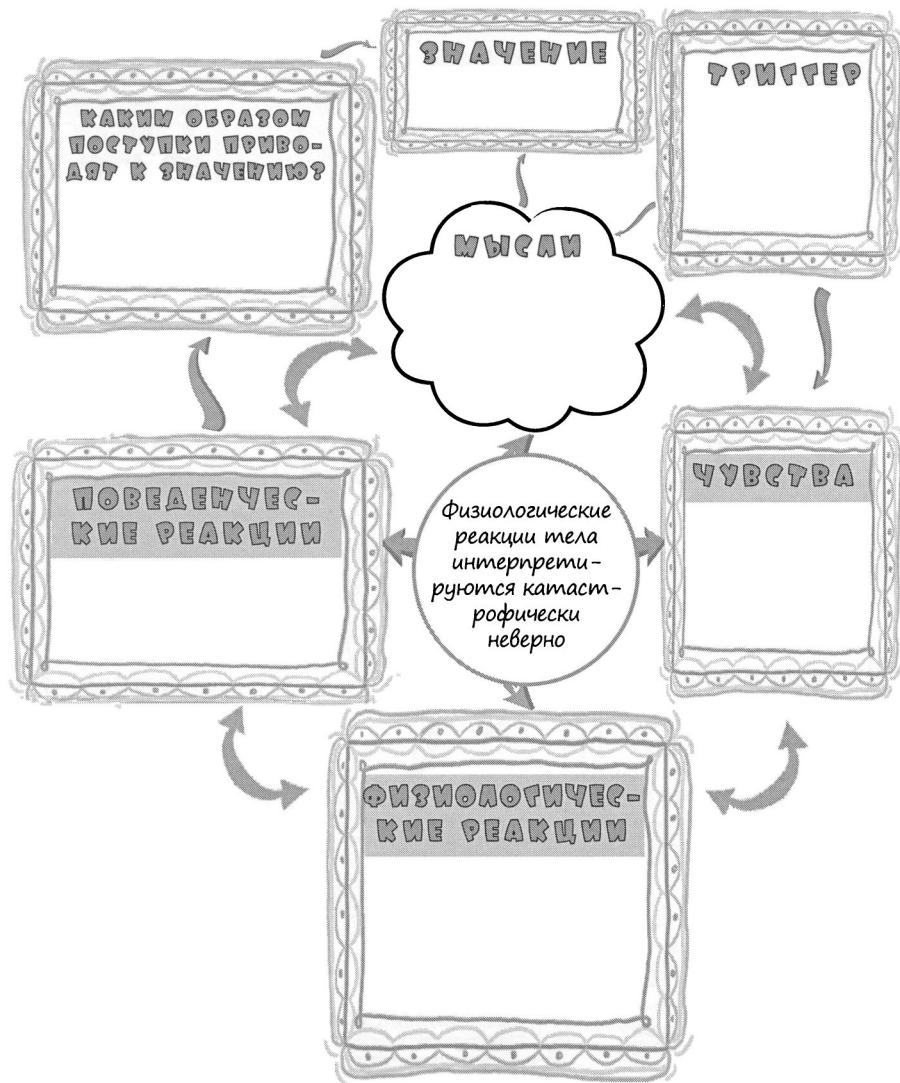 ЗНАЧЕНИЕ
ТРИГГЕР
КАКИМ ОБРАЗОМ
ПОСТУПКИ ПРИВО-
ДЯТ К ЗНАЧЕНИЮ?
МЫСЛИ
ПОВЕДЕНЧЕС-
КИЕ РЕАКЦИИ
Физиологические
реакции тела
интерпрети-
руются катаст-
рофически
неверно
ЧУВСТВА
ФИЗИОЛОГИЧЕС-
КИЕ РЕАКЦИИ